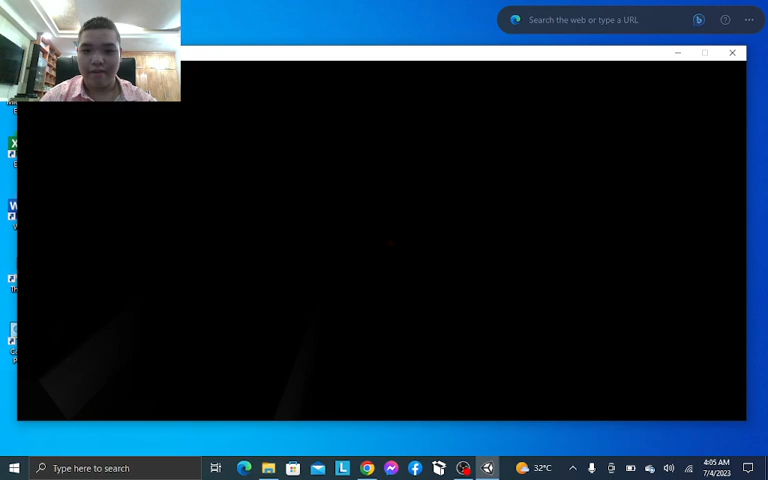 Search the web or type a URL
Type here to search
32°C
4:05 AM
7/4/2023